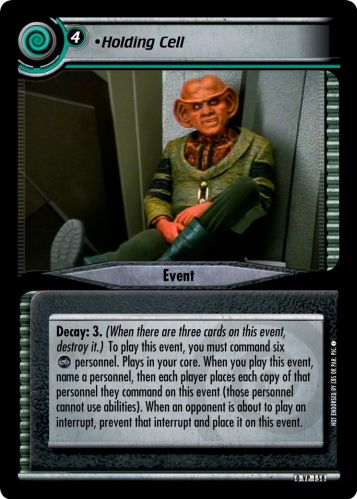 4
•Holding Cell
Event
Decay: 3. (When there are three cards on this event,
destroy it.) To play this event, you must command six
personnel. Plays in your core. When you play this event,
name a personnel, then each player places each copy of that
personnel they command on this event (those personnel
cannot use abilities). When an opponent is about to play an
interrupt, prevent that interrupt and place it on this event.
NOT ENDORSED BY CBS OR PAR. PIC.
0 VP 158